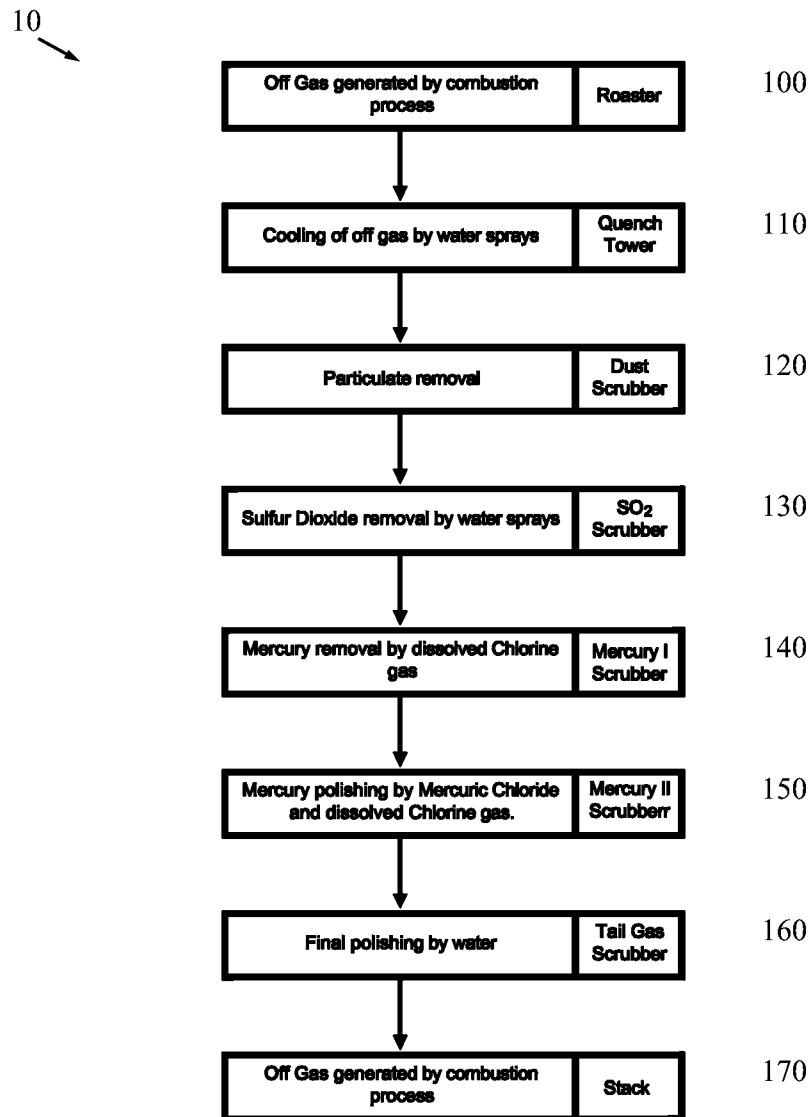 10
Off Gas generated by combustion
process
Roaster
100
Cooling of off gas by water sprays
Quench
Tower
110
Particulate removal
Dust
Scrubber
120
Sulfur Dioxide removal by water sprays
SO2
Scrubber
130
Mercury removal by dissolved Chlorine
gas
Mercury I
Scrubber
140
Mercury polishing by Mercuric Chloride
and dissolved Chlorine gas.
Mercury II
Scrubberr
150
Final polishing by water
Tail Gas
Scrubber
160
Off Gas generated by combustion
process
Stack
170